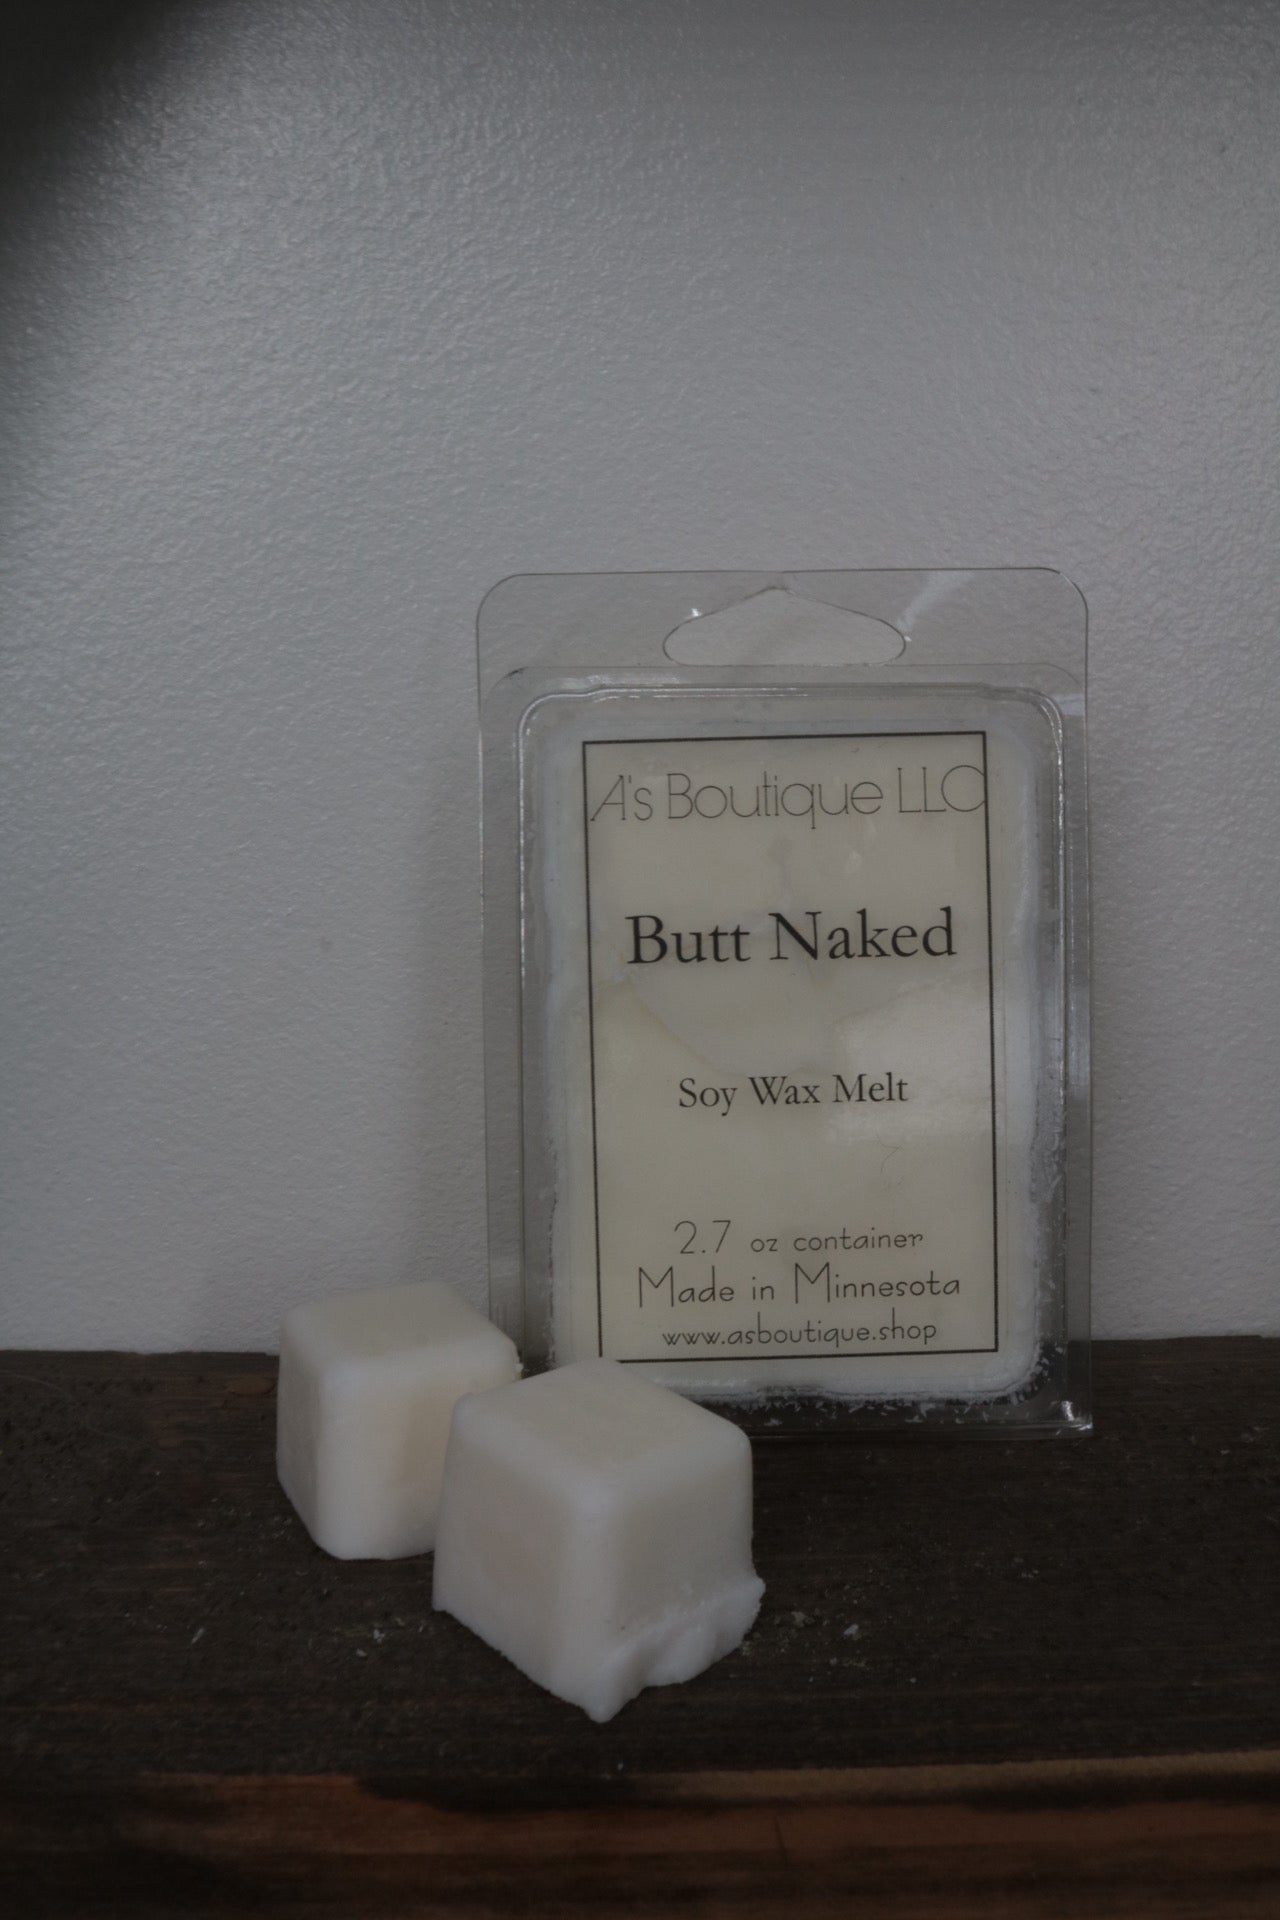 A's Boutique LLC
Butt Naked
Soy Wax Melt
2.7 oz container
Made in Minnesota
www.asboutique.shop